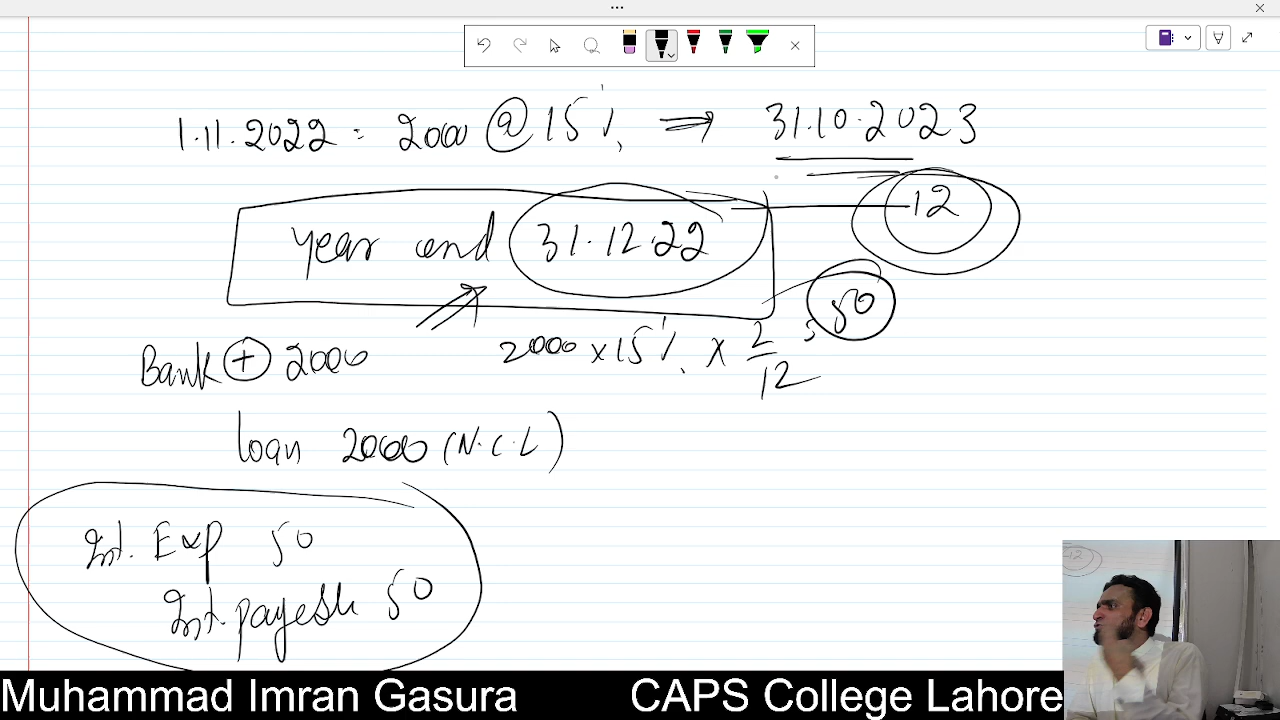 1.11.2022 = 2000 @ 15% ⇒ 31.10.2023
12
year end 31.12.22
50
Bank + 2000 2000 x 15% x 2/12 =
loan 2000 (N.C.L)
Int. Exp 50
Int. payable 50
Muhammad Imran Gasura CAPS College Lahore